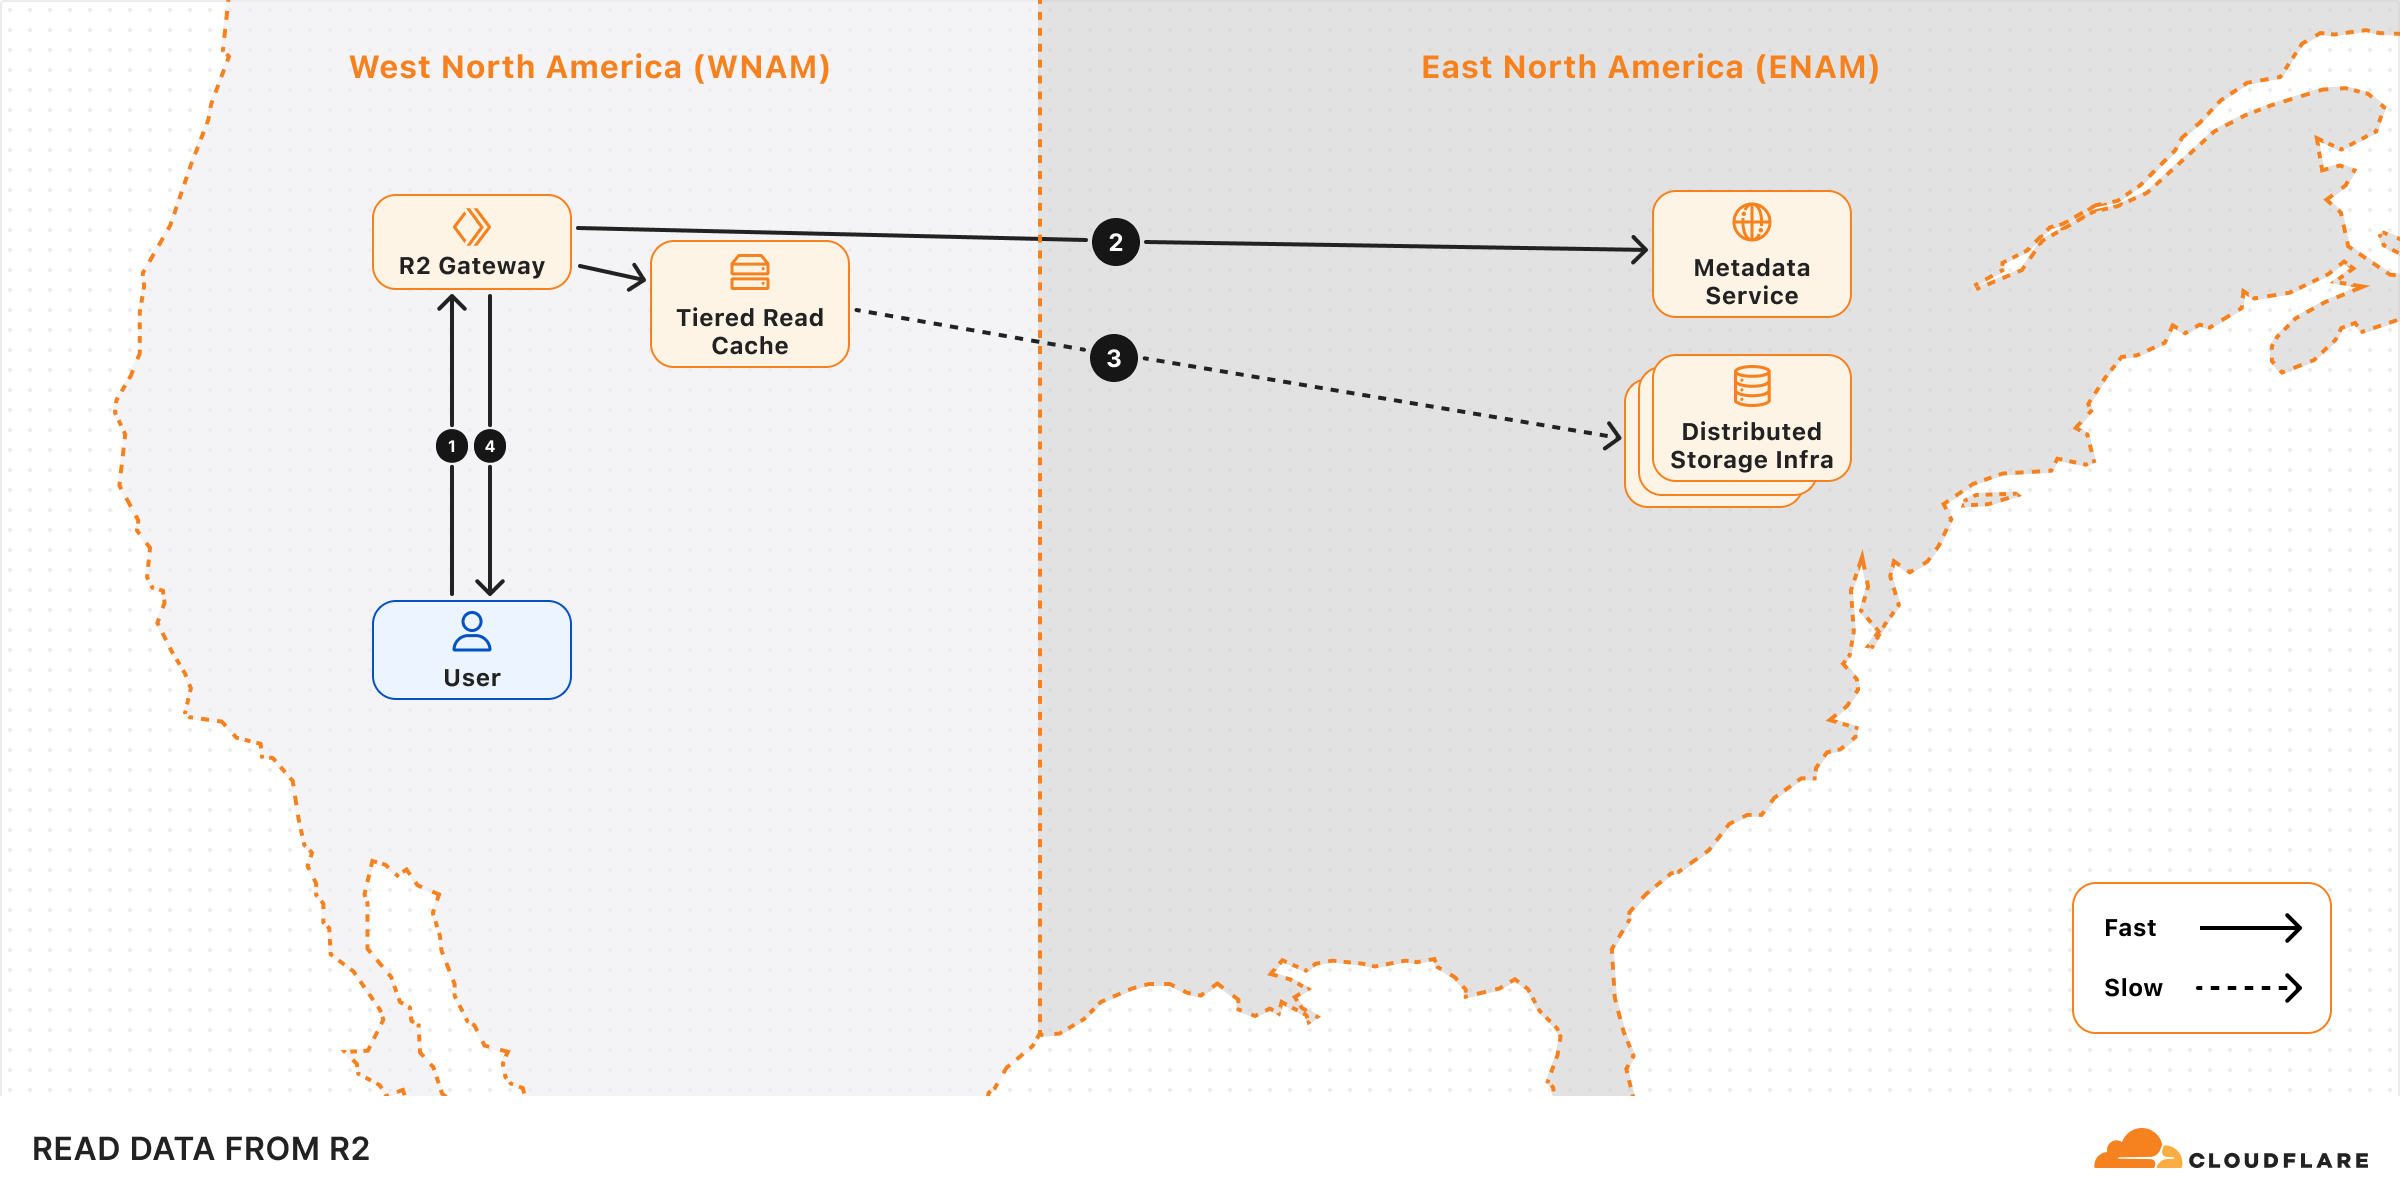 West North America (WNAM)
East North America (ENAM)
R2 Gateway
2
Metadata
Service
Tiered Read
Cache
3
Distributed
Storage Infra
1
4
User
Fast
Slow
READ DATA FROM R2
CLOUDFLARE